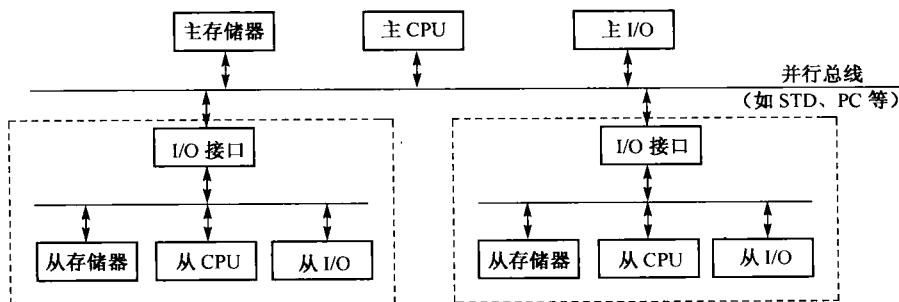 主存储器
主 CPU
主 I/O
并行总线
(如 STD、PC 等)
I/O 接口
I/O 接口
从存储器
从 CPU
从 I/O
从存储器
从 CPU
从 I/O